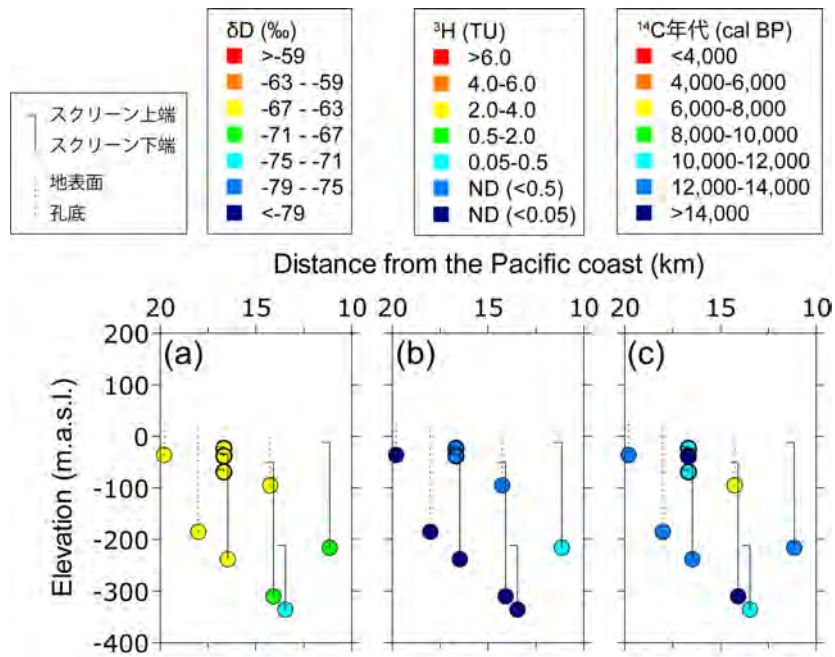 スクリーン上端
スクリーン下端
地表面
孔底
δD (‰)
>-59
-63 - -59
-67 - -63
-71 - -67
-75 - -71
-79 - -75
<-79
³H (TU)
>6.0
4.0-6.0
2.0-4.0
0.5-2.0
0.05-0.5
ND (<0.5)
ND (<0.05)
¹⁴C年代 (cal BP)
<4,000
4,000-6,000
6,000-8,000
8,000-10,000
10,000-12,000
12,000-14,000
>14,000
Distance from the Pacific coast (km)
20 15 10 20 15 10 20 15 10
200
100
0
-100
-200
-300
-400
Elevation (m.a.s.l.)
(a) (b) (c)